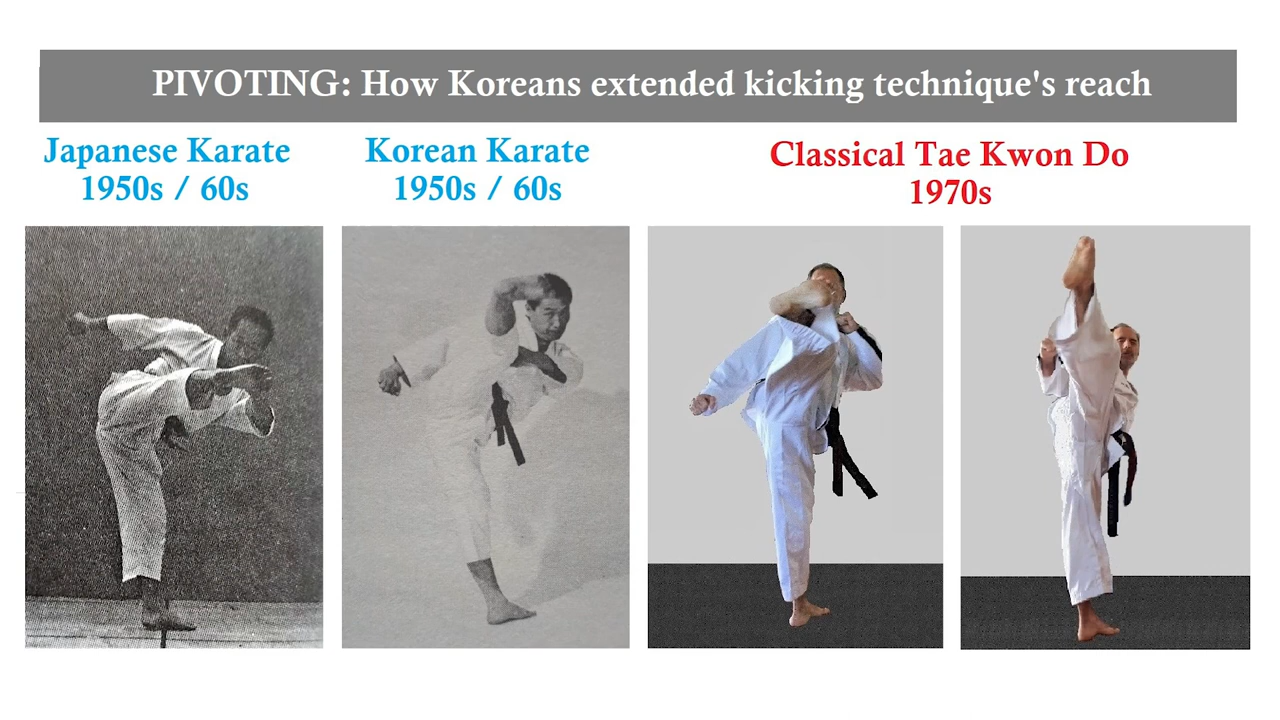 PIVOTING: How Koreans extended kicking technique's reach
Japanese Karate
1950s / 60s
Korean Karate
1950s / 60s
Classical Tae Kwon Do
1970s